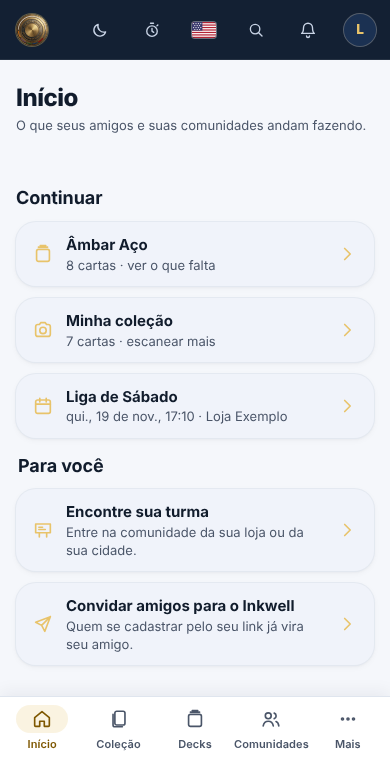 L
Início
O que seus amigos e suas comunidades andam fazendo.
Continuar
Âmbar Aço
8 cartas · ver o que falta
Minha coleção
7 cartas · escanear mais
Liga de Sábado
qui., 19 de nov., 17:10 · Loja Exemplo
Para você
Encontre sua turma
Entre na comunidade da sua loja ou da
sua cidade.
Convidar amigos para o Inkwell
Quem se cadastrar pelo seu link já vira
seu amigo.
Início
Coleção
Decks
Comunidades
Mais